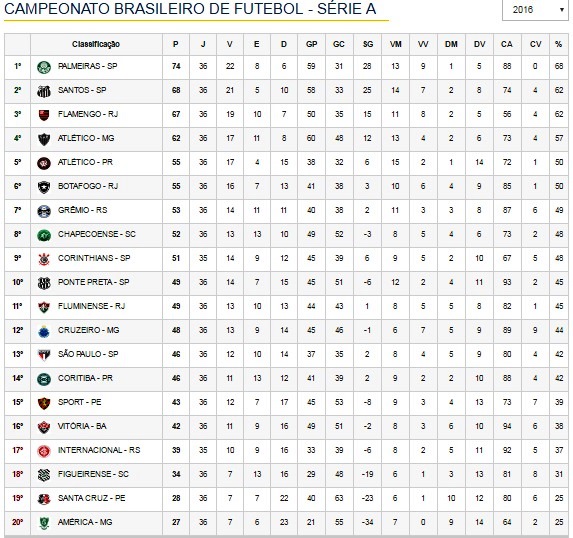 CAMPEONATO BRASILEIRO DE FUTEBOL - SÉRIE A 2016
Classificação P J V E D GP GC SG VM VV DM DV CA CV %
1º PALMEIRAS - SP 74 36 22 8 6 59 31 28 13 9 1 5 88 0 68
2º SANTOS - SP 68 36 21 5 10 58 33 25 14 7 2 8 74 4 62
3º FLAMENGO - RJ 67 36 19 10 7 50 35 15 11 8 2 5 56 4 62
4º ATLÉTICO - MG 62 36 17 11 8 60 48 12 13 4 2 6 73 4 57
5º ATLÉTICO - PR 55 36 17 4 15 38 32 6 15 2 1 14 72 1 50
6º BOTAFOGO - RJ 55 36 16 7 13 41 38 3 10 6 4 9 85 1 50
7º GRÊMIO - RS 53 36 14 11 11 40 38 2 11 3 3 8 87 6 49
8º CHAPECOENSE - SC 52 36 13 13 10 49 52 -3 8 5 4 6 73 2 48
9º CORINTHIANS - SP 51 35 14 9 12 45 39 6 9 5 2 10 67 5 48
10º PONTE PRETA - SP 49 36 14 7 15 45 51 -6 12 2 4 11 93 2 45
11º FLUMINENSE - RJ 49 36 13 10 13 44 43 1 8 5 5 8 82 1 45
12º CRUZEIRO - MG 48 36 13 9 14 45 46 -1 6 7 5 9 89 9 44
13º SÃO PAULO - SP 46 36 12 10 14 37 35 2 8 4 5 9 80 4 42
14º CORITIBA - PR 46 36 11 13 12 41 39 2 9 2 2 10 88 4 42
15º SPORT - PE 43 36 12 7 17 45 53 -8 9 3 4 13 73 7 39
16º VITÓRIA - BA 42 36 11 9 16 49 51 -2 8 3 6 10 94 6 38
17º INTERNACIONAL - RS 39 35 10 9 16 33 39 -6 8 2 5 11 92 5 37
18º FIGUEIRENSE - SC 34 36 7 13 16 29 48 -19 6 1 3 13 81 8 31
19º SANTA CRUZ - PE 28 36 7 7 22 40 63 -23 6 1 10 12 80 6 25
20º AMÉRICA - MG 27 36 7 6 23 21 55 -34 7 0 9 14 64 2 25